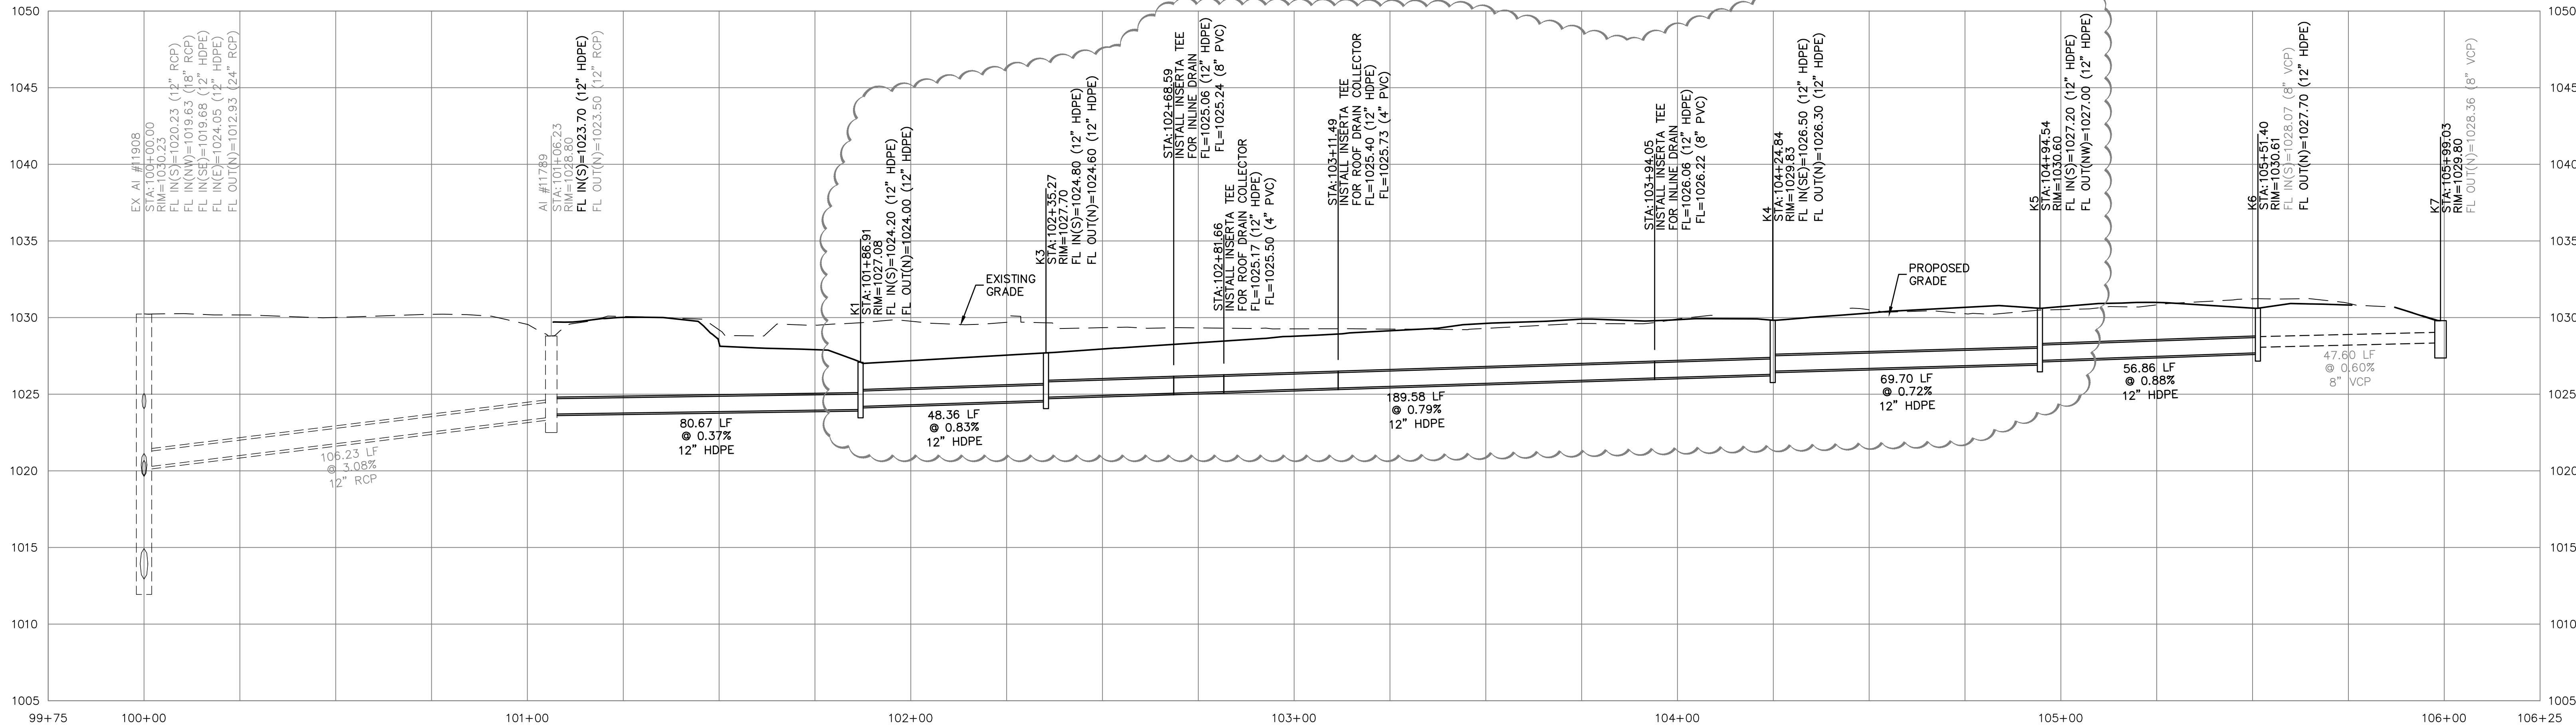 1050
1045
1040
1035
1030
1025
1020
1015
1010
1005
EX AI #11908
STA:100+00.00
RIM=1030.23
FL IN(S)=1020.23 (12" RCP)
FL IN(NW)=1019.63 (18" RCP)
FL IN(SE)=1019.68 (12" HDPE)
FL IN(E)=1024.05 (12" HDPE)
FL OUT(N)=1012.93 (24" RCP)
AI #11789
STA:101+06.23
RIM=1028.80
FL IN(S)=1023.70 (12" HDPE)
FL OUT(N)=1023.50 (12" RCP)
K1
STA:101+86.91
RIM=1027.08
FL IN(S)=1024.20 (12" HDPE)
FL OUT(N)=1024.00 (12" HDPE)
EXISTING
GRADE
K3
STA:102+35.27
RIM=1027.70
FL IN(S)=1024.80 (12" HDPE)
FL OUT(N)=1024.60 (12" HDPE)
STA:102+68.59
INSTALL INSERTA TEE
FOR INLINE DRAIN
FL=1025.06 (12" HDPE)
FL=1025.24 (8" PVC)
STA:102+81.66
INSTALL INSERTA TEE
FOR ROOF DRAIN COLLECTOR
FL=1025.17 (12" HDPE)
FL=1025.50 (4" PVC)
STA:103+11.49
INSTALL INSERTA TEE
FOR ROOF DRAIN COLLECTOR
FL=1025.40 (12" HDPE)
FL=1025.73 (4" PVC)
STA:103+94.05
INSTALL INSERTA TEE
FOR INLINE DRAIN
FL=1026.06 (12" HDPE)
FL=1026.22 (8" PVC)
K4
STA:104+24.84
RIM=1029.83
FL IN(SE)=1026.50 (12" HDPE)
FL OUT(N)=1026.30 (12" HDPE)
PROPOSED
GRADE
K5
STA:104+94.54
RIM=1030.60
FL IN(S)=1027.20 (12" HDPE)
FL OUT(NW)=1027.00 (12" HDPE)
K6
STA:105+51.40
RIM=1030.61
FL IN(S)=1028.07 (8" VCP)
FL OUT(N)=1027.70 (12" HDPE)
K7
STA:105+99.03
RIM=1029.80
FL OUT(N)=1028.36 (8" VCP)
106.23 LF
@ 3.08%
12" RCP
80.67 LF
@ 0.37%
12" HDPE
48.36 LF
@ 0.83%
12" HDPE
189.58 LF
@ 0.79%
12" HDPE
69.70 LF
@ 0.72%
12" HDPE
56.86 LF
@ 0.88%
12" HDPE
47.60 LF
@ 0.60%
8" VCP
1050
1045
1040
1035
1030
1025
1020
1015
1010
1005
99+75
100+00
101+00
102+00
103+00
104+00
105+00
106+00
106+25